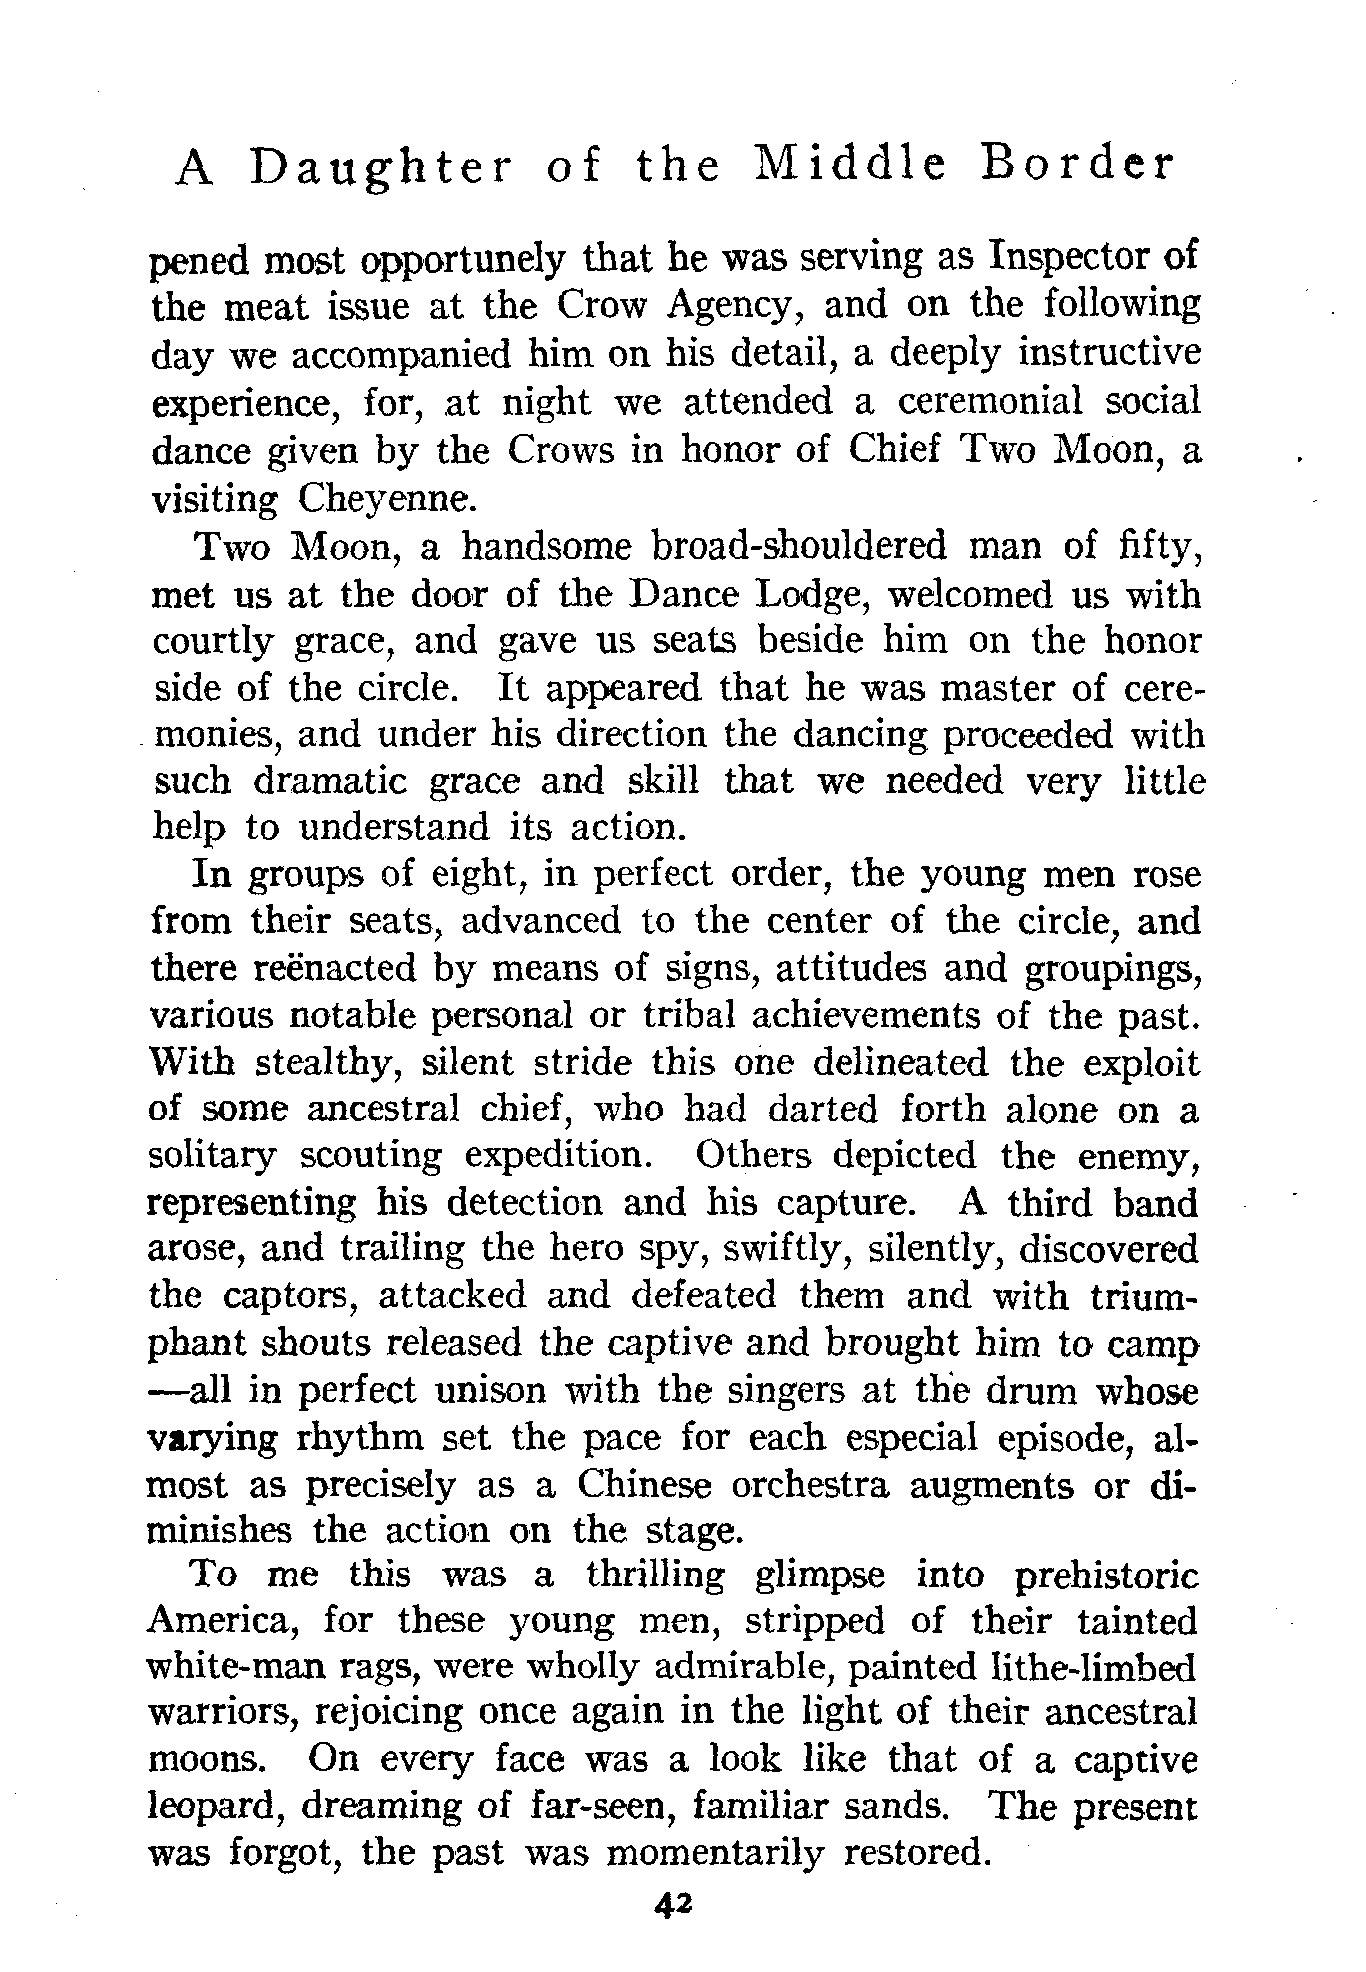 A Daughter of the Middle Border
pened most opportunely that he was serving as Inspector of
the meat issue at the Crow Agency, and on the following
day we accompanied him on his detail, a deeply instructive
experience, for, at night we attended a ceremonial social
dance given by the Crows in honor of Chief Two Moon, a
visiting Cheyenne.
Two Moon, a handsome broad-shouldered man of fifty,
met us at the door of the Dance Lodge, welcomed us with
courtly grace, and gave us seats beside him on the honor
side of the circle. It appeared that he was master of cere-
monies, and under his direction the dancing proceeded with
such dramatic grace and skill that we needed very little
help to understand its action.
In groups of eight, in perfect order, the young men rose
from their seats, advanced to the center of the circle, and
there reënacted by means of signs, attitudes and groupings,
various notable personal or tribal achievements of the past.
With stealthy, silent stride this one delineated the exploit
of some ancestral chief, who had darted forth alone on a
solitary scouting expedition. Others depicted the enemy,
representing his detection and his capture. A third band
arose, and trailing the hero spy, swiftly, silently, discovered
the captors, attacked and defeated them and with trium-
phant shouts released the captive and brought him to camp
—all in perfect unison with the singers at the drum whose
varying rhythm set the pace for each especial episode, al-
most as precisely as a Chinese orchestra augments or di-
minishes the action on the stage.
To me this was a thrilling glimpse into prehistoric
America, for these young men, stripped of their tainted
white-man rags, were wholly admirable, painted lithe-limbed
warriors, rejoicing once again in the light of their ancestral
moons. On every face was a look like that of a captive
leopard, dreaming of far-seen, familiar sands. The present
was forgot, the past was momentarily restored.
42